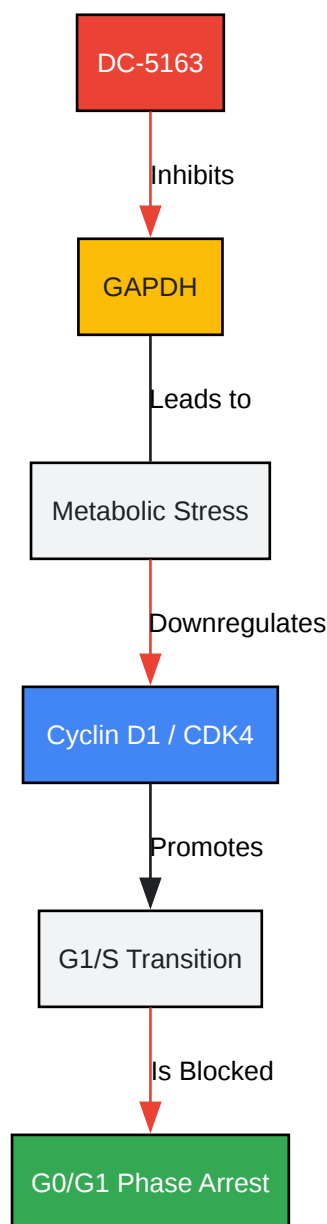 DC-5163
Inhibits
GAPDH
Leads to
Metabolic Stress
Downregulates
Cyclin D1 / CDK4
Promotes
G1/S Transition
Is Blocked
G0/G1 Phase Arrest